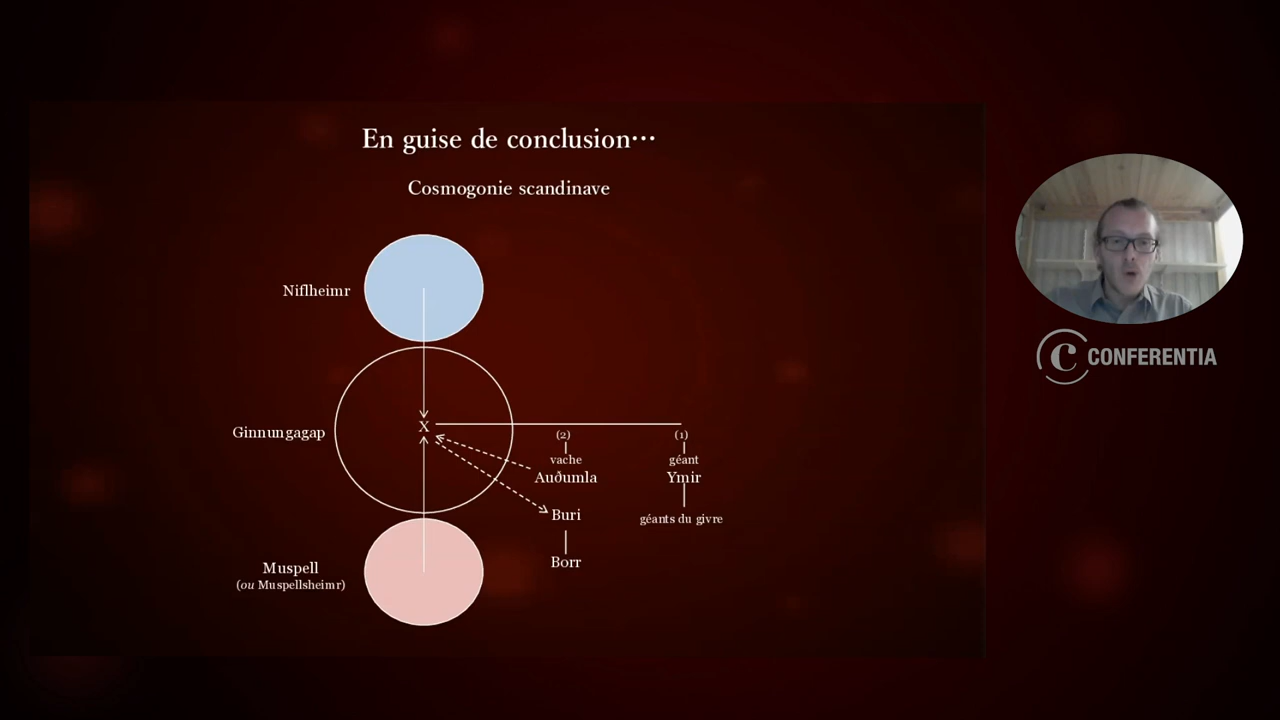 En guise de conclusion…
Cosmogonie scandinave
Niflheimr
Ginnungagap
X
(2)
vache
Auðumla
(1)
géant
Ymir
géants du givre
Buri
Borr
Muspell
(ou Muspellsheimr)
C CONFERENTIA